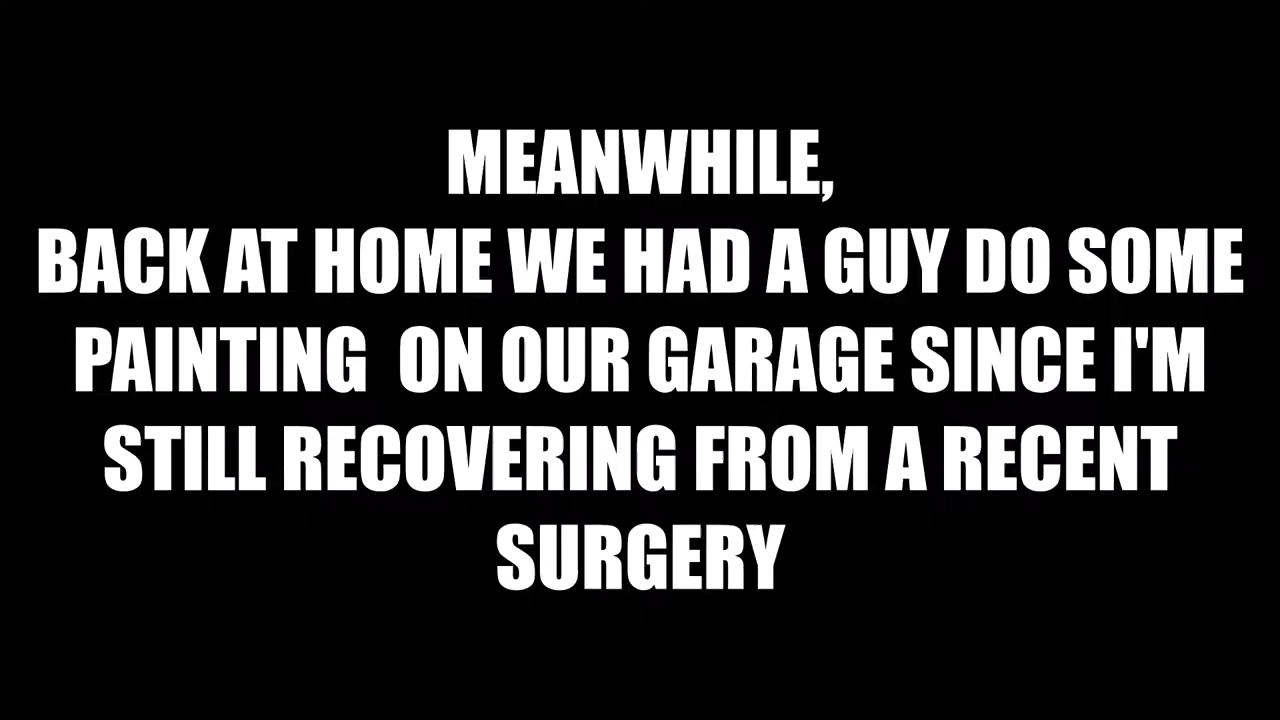 MEANWHILE,
BACK AT HOME WE HAD A GUY DO SOME
PAINTING  ON OUR GARAGE SINCE I'M
STILL RECOVERING FROM A RECENT
SURGERY